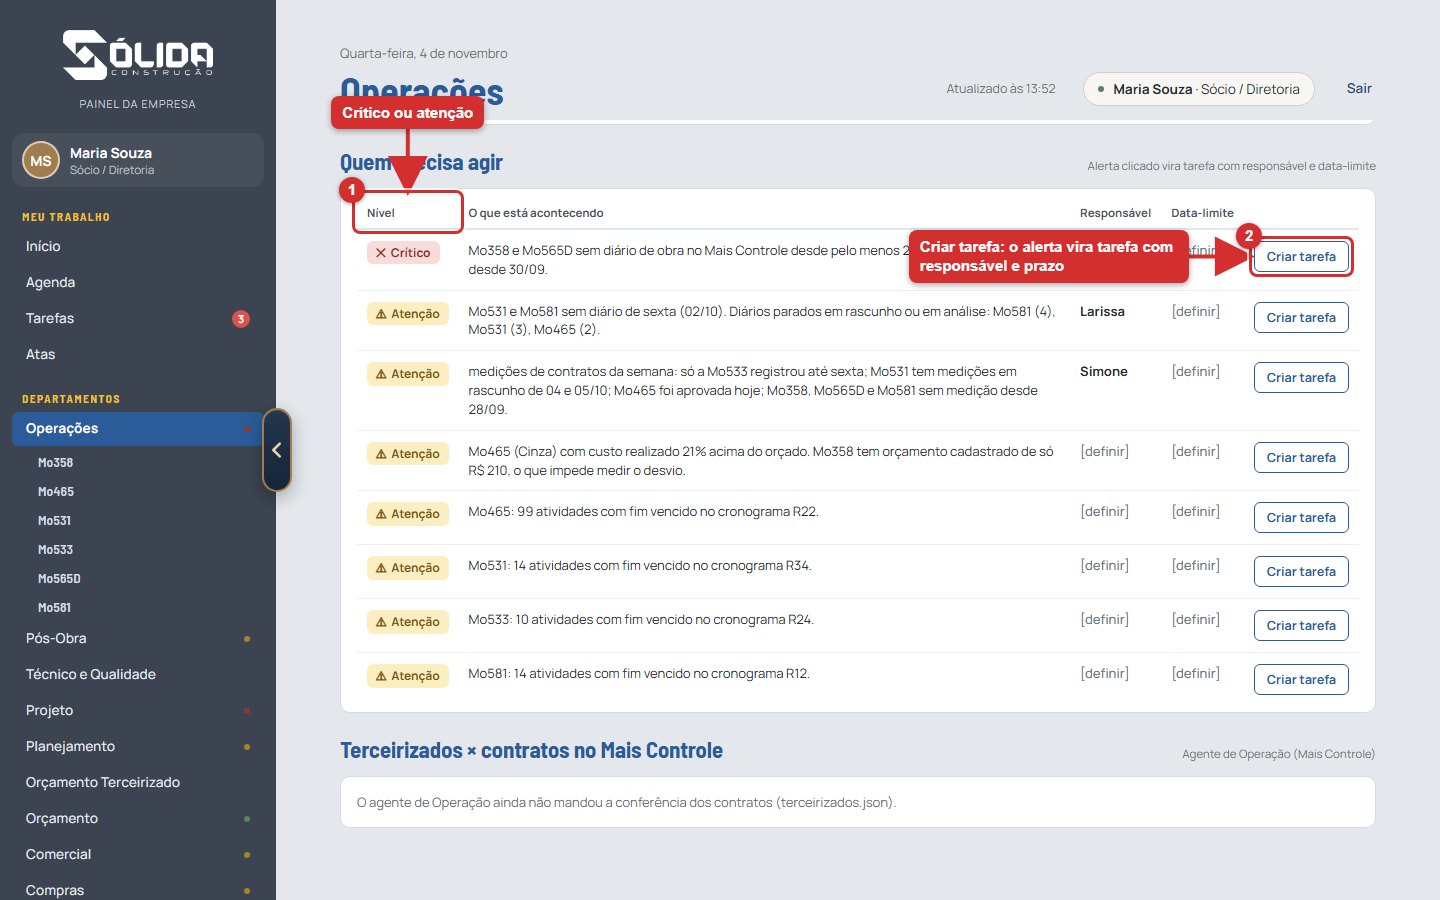 SÓLIDA
CONSTRUÇÃO
PAINEL DA EMPRESA
MS
Maria Souza
Sócio / Diretoria
MEU TRABALHO
Início
Agenda
Tarefas
3
Atas
DEPARTAMENTOS
Operações
Mo358
Mo465
Mo531
Mo533
Mo565D
Mo581
Pós-Obra
Técnico e Qualidade
Projeto
Planejamento
Orçamento Terceirizado
Orçamento
Comercial
Compras
Quarta-feira, 4 de novembro
Operações
Atualizado às 13:52
Maria Souza · Sócio / Diretoria
Sair
Crítico ou atenção
Quem
ecisa agir
Alerta clicado vira tarefa com responsável e data-limite
1
Nível
O que está acontecendo
Responsável
Data-limite
Crítico
Mo358 e Mo565D sem diário de obra no Mais Controle desde pelo menos 2
desde 30/09.
Criar tarefa: o alerta vira tarefa com
responsável e prazo
2
Criar tarefa
Atenção
Mo531 e Mo581 sem diário de sexta (02/10). Diários parados em rascunho ou em análise: Mo581 (4),
Mo531 (3), Mo465 (2).
Larissa
[definir]
Criar tarefa
Atenção
medições de contratos da semana: só a Mo533 registrou até sexta; Mo531 tem medições em
rascunho de 04 e 05/10; Mo465 foi aprovada hoje; Mo358, Mo565D e Mo581 sem medição desde
28/09.
Simone
[definir]
Criar tarefa
Atenção
Mo465 (Cinza) com custo realizado 21% acima do orçado. Mo358 tem orçamento cadastrado de só
R$ 210, o que impede medir o desvio.
[definir]
[definir]
Criar tarefa
Atenção
Mo465: 99 atividades com fim vencido no cronograma R22.
[definir]
[definir]
Criar tarefa
Atenção
Mo531: 14 atividades com fim vencido no cronograma R34.
[definir]
[definir]
Criar tarefa
Atenção
Mo533: 10 atividades com fim vencido no cronograma R24.
[definir]
[definir]
Criar tarefa
Atenção
Mo581: 14 atividades com fim vencido no cronograma R12.
[definir]
[definir]
Criar tarefa
Terceirizados × contratos no Mais Controle
Agente de Operação (Mais Controle)
O agente de Operação ainda não mandou a conferência dos contratos (terceirizados.json).